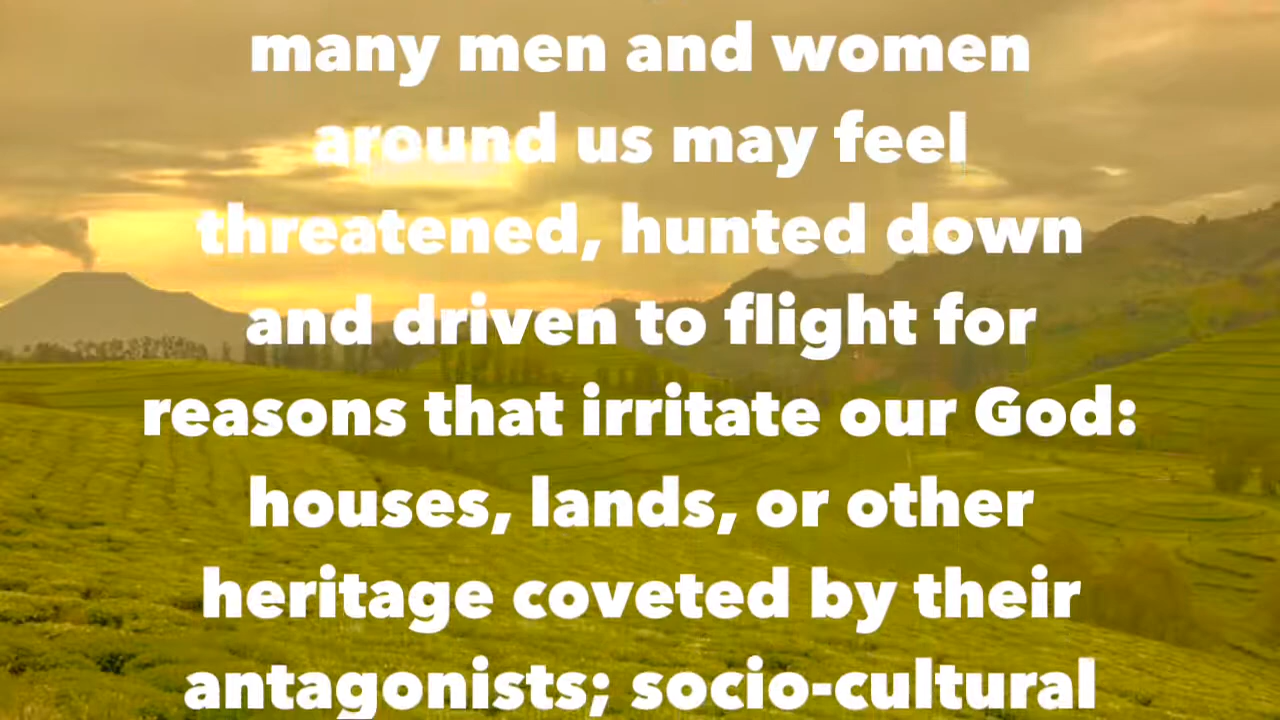 many men and women
around us may feel
threatened, hunted down
and driven to flight for
reasons that irritate our God:
houses, lands, or other
heritage coveted by their
antagonists; socio-cultural